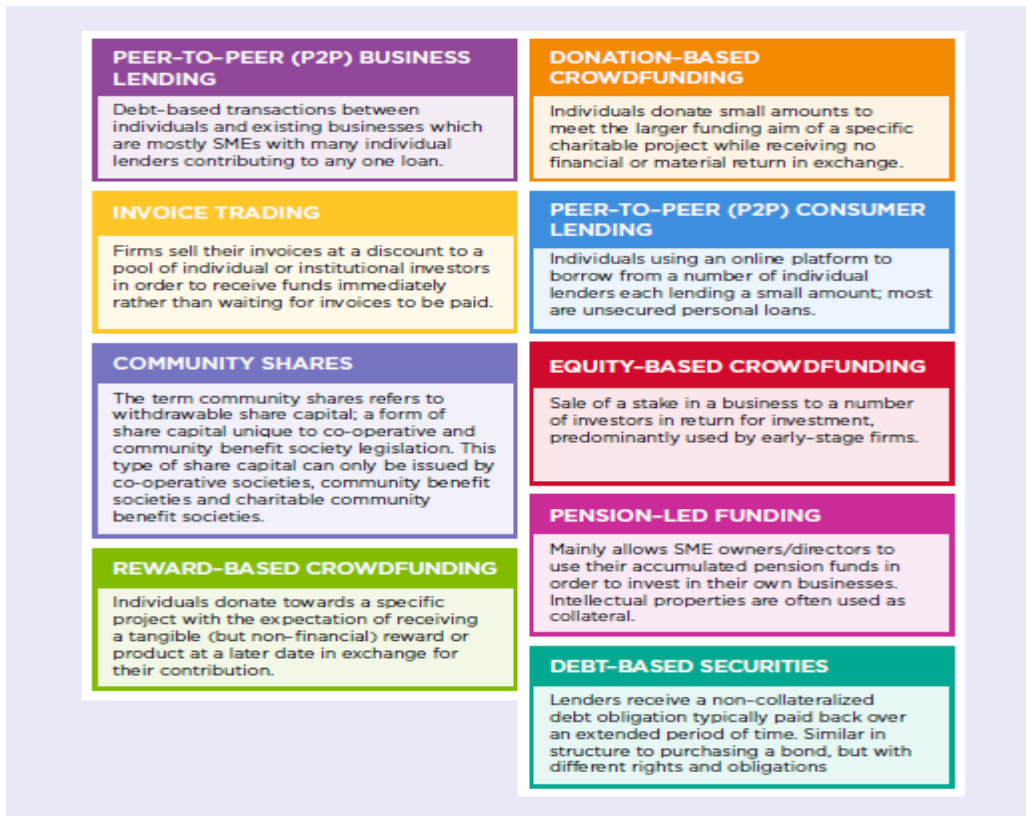 PEER-TO-PEER (P2P) BUSINESS
LENDING
Debt-based transactions between
individuals and existing businesses which
are mostly SMEs with many individual
lenders contributing to any one loan.
INVOICE TRADING
Firms sell their invoices at a discount to a
pool of individual or institutional investors
in order to receive funds immediately
rather than waiting for invoices to be paid.
COMMUNITY SHARES
The term community shares refers to
withdrawable share capital; a form of
share capital unique to co-operative and
community benefit society legislation. This
type of share capital can only be issued by
co-operative societies, community benefit
societies and charitable community
benefit societies.
REWARD-BASED CROWDFUNDING
Individuals donate towards a specific
project with the expectation of receiving
a tangible (but non-financial) reward or
product at a later date in exchange for
their contribution.
DONATION-BASED
CROWDFUNDING
Individuals donate small amounts to
meet the larger funding aim of a specific
charitable project while receiving no
financial or material return in exchange.
PEER-TO-PEER (P2P) CONSUMER
LENDING
Individuals using an online platform to
borrow from a number of individual
lenders each lending a small amount; most
are unsecured personal loans.
EQUITY-BASED CROWDFUNDING
Sale of a stake in a business to a number
of investors in return for investment,
predominantly used by early-stage firms.
PENSION-LED FUNDING
Mainly allows SME owners/directors to
use their accumulated pension funds in
order to invest in their own businesses.
Intellectual properties are often used as
collateral.
DEBT-BASED SECURITIES
Lenders receive a non-collateralized
debt obligation typically paid back over
an extended period of time. Similar in
structure to purchasing a bond, but with
different rights and obligations